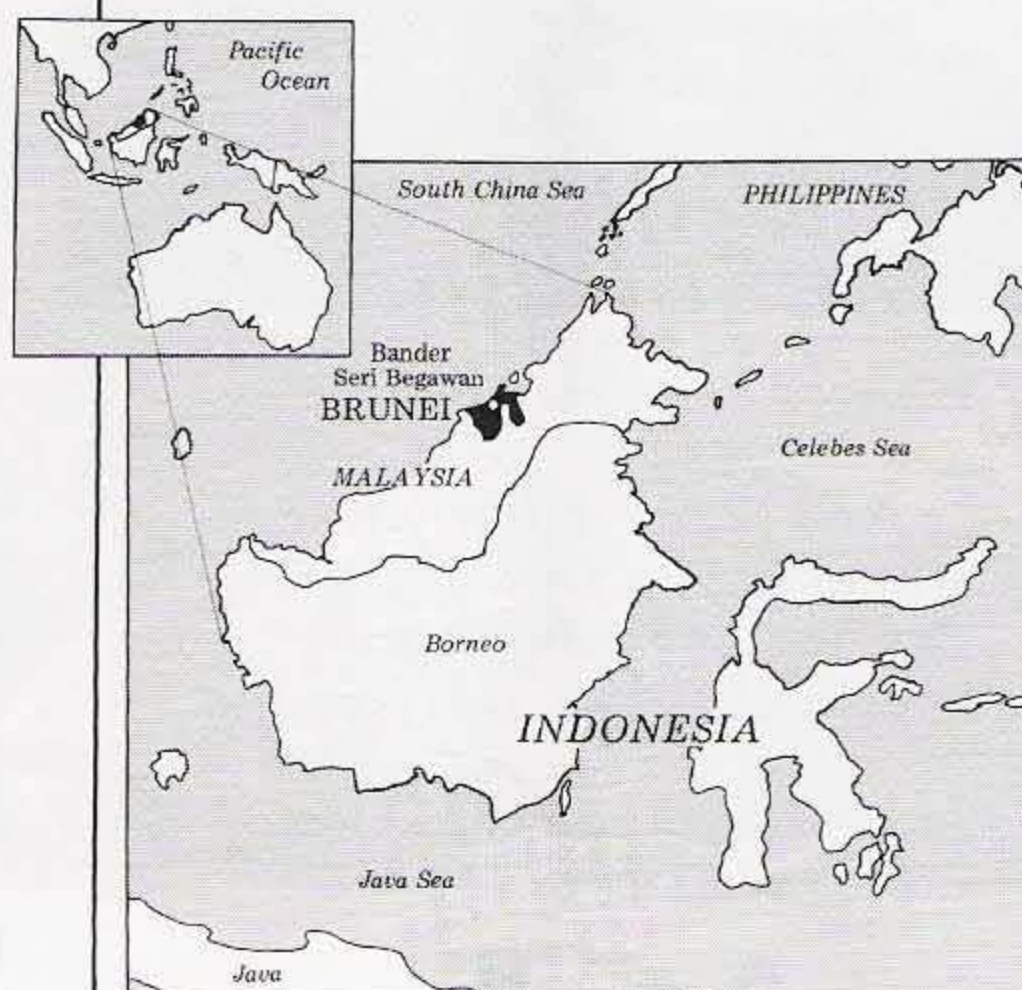 Pacific
Ocean
South China Sea
PHILIPPINES
Bander
Seri Begawan
BRUNEI
MALAYSIA
Celebes Sea
Borneo
INDONESIA
Java Sea
Java